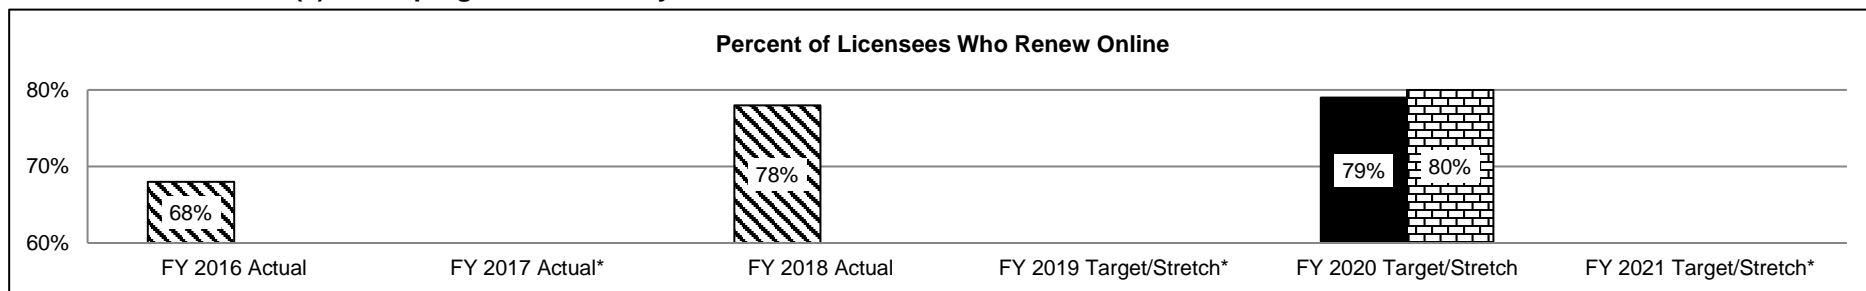 Percent of Licensees Who Renew Online
80%
70%
60%
68%
78%
79%
80%
FY 2016 Actual
FY 2017 Actual*
FY 2018 Actual
FY 2019 Target/Stretch*
FY 2020 Target/Stretch
FY 2021 Target/Stretch*